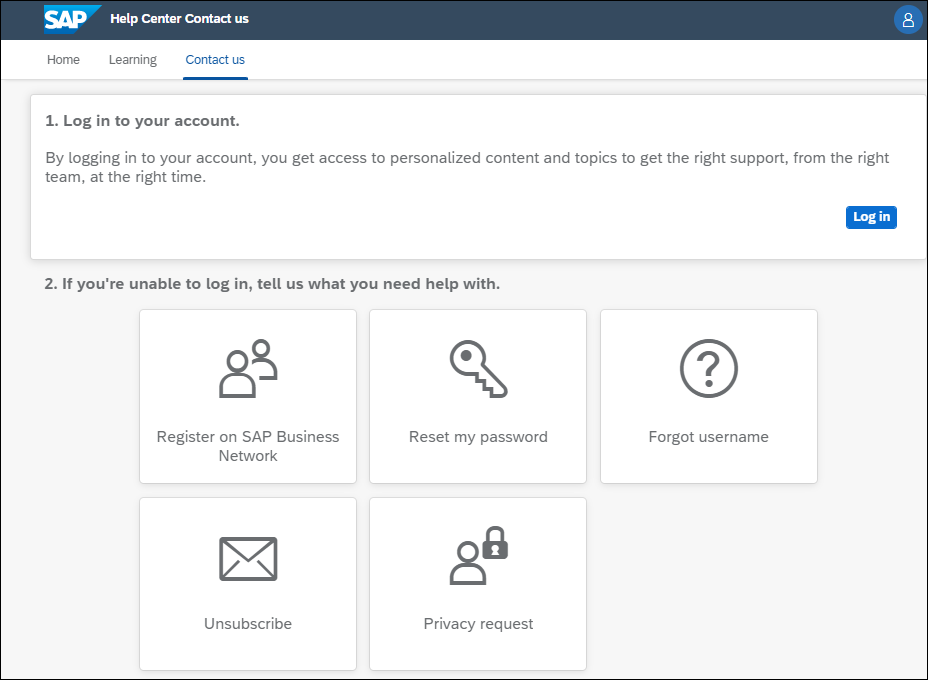 SAP Help Center Contact us
Home Learning Contact us
1. Log in to your account.
By logging in to your account, you get access to personalized content and topics to get the right support, from the right
team, at the right time.
Log in
2. If you're unable to log in, tell us what you need help with.
Register on SAP Business
Network
Reset my password
Forgot username
Unsubscribe
Privacy request